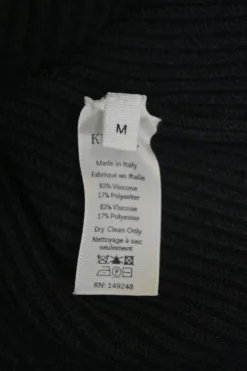 M
Made in Italy
Fabriqué en Italie
83% Viscose
17% Polyester
83% Viscose
17% Polyester
Dry Clean Only
Nettoyage à sec
seulement
RN: 149248